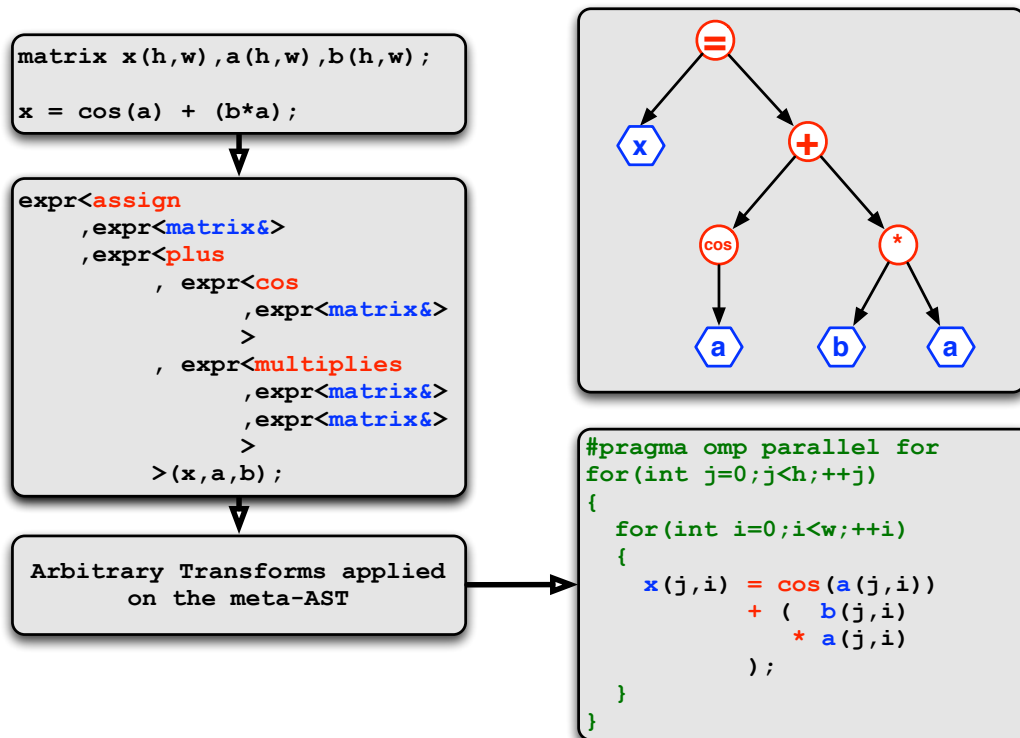 matrix x(h,w),a(h,w),b(h,w);
x = cos(a) + (b*a);
expr<assign
,expr<matrix&>
,expr<plus
, expr<cos
,expr<matrix&>
>
, expr<multiplies
,expr<matrix&>
,expr<matrix&>
>
>(x,a,b);
Arbitrary Transforms applied
on the meta-AST
=
x
+
cos
*
a
b
a
#pragma omp parallel for
for(int j=0;j<h;++j)
{
for(int i=0;i<w;++i)
{
x(j,i) = cos(a(j,i))
+ ( b(j,i)
* a(j,i)
);
}
}